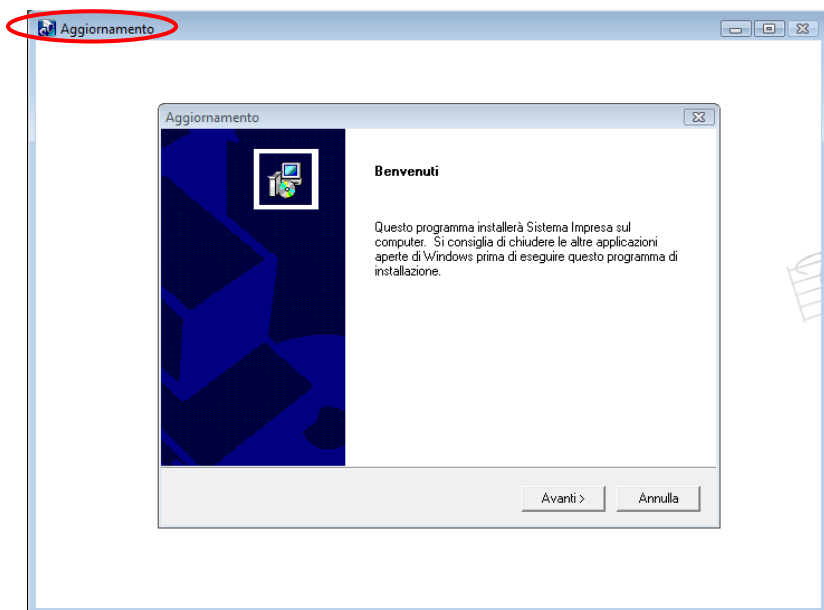 Aggiornamento
Aggiornamento
Benvenuti
Questo programma installerà Sistema Impresa sul
computer. Si consiglia di chiudere le altre applicazioni
aperte di Windows prima di eseguire questo programma di
installazione.
Avanti > Annulla